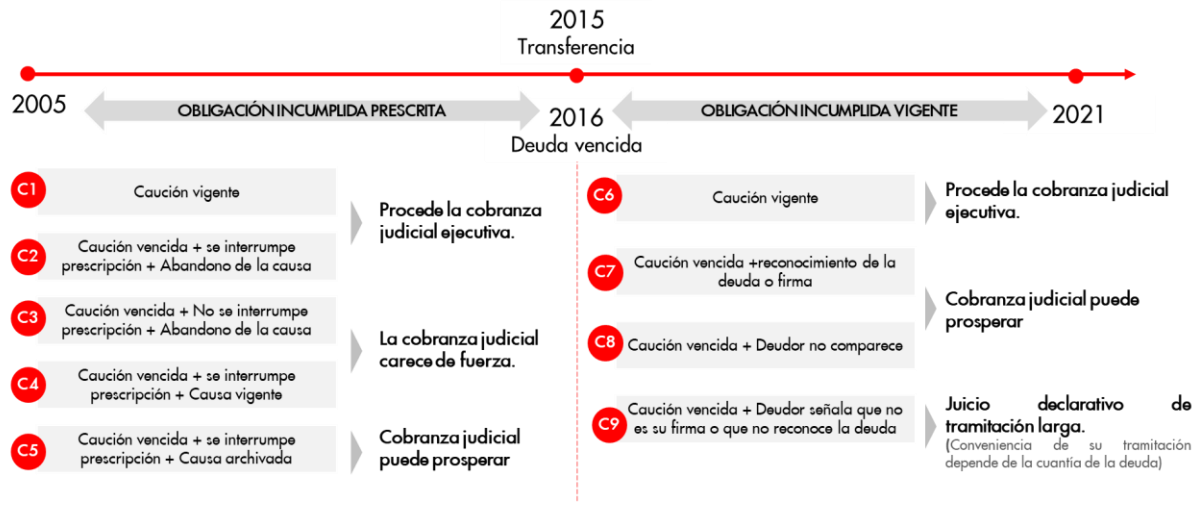 2015
Transferencia
2005
OBLIGACIÓN INCUMPLIDA PRESCRITA
2016
Deuda vencida
OBLIGACIÓN INCUMPLIDA VIGENTE
2021
C1
Caución vigente
C2
Caución vencida + se interrumpe
prescripción + Abandono de la causa
Procede la cobranza
judicial ejecutiva.
C3
Caución vencida + No se interrumpe
prescripción + Abandono de la causa
C4
Caución vencida + se interrumpe
prescripción + Causa vigente
La cobranza judicial
carece de fuerza.
C5
Caución vencida + se interrumpe
prescripción + Causa archivada
Cobranza judicial
puede prosperar
C6
Caución vigente
Procede la cobranza judicial
ejecutiva.
C7
Caución vencida +reconocimiento de la
deuda o firma
C8
Caución vencida + Deudor no comparece
Cobranza judicial puede
prosperar
C9
Caución vencida + Deudor señala que no
es su firma o que no reconoce la deuda
Juicio declarativo de
tramitación larga.
(Conveniencia de su tramitación
depende de la cuantía de la deuda)